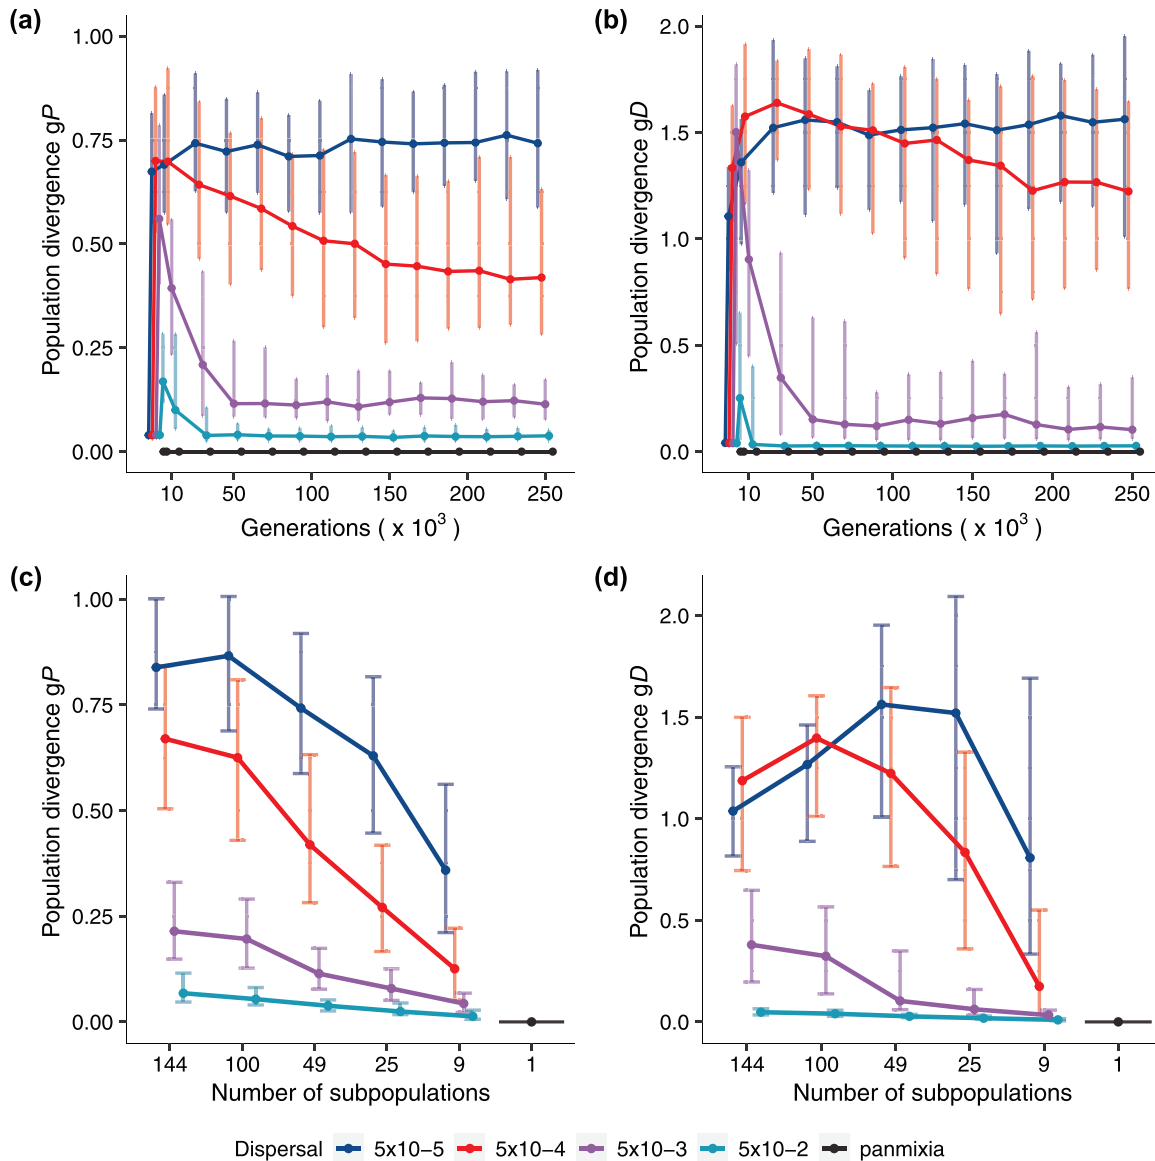 (a)
Population divergence gP
1.00
0.75
0.50
0.25
0.00
10 50 100 150 200 250
Generations ( x 10³ )
(b)
Population divergence gD
2.0
1.5
1.0
0.5
0.0
10 50 100 150 200 250
Generations ( x 10³ )
(c)
Population divergence gP
1.00
0.75
0.50
0.25
0.00
144 100 49 25 9 1
Number of subpopulations
(d)
Population divergence gD
2.0
1.5
1.0
0.5
0.0
144 100 49 25 9 1
Number of subpopulations
Dispersal 5x10−5 5x10−4 5x10−3 5x10−2 panmixia